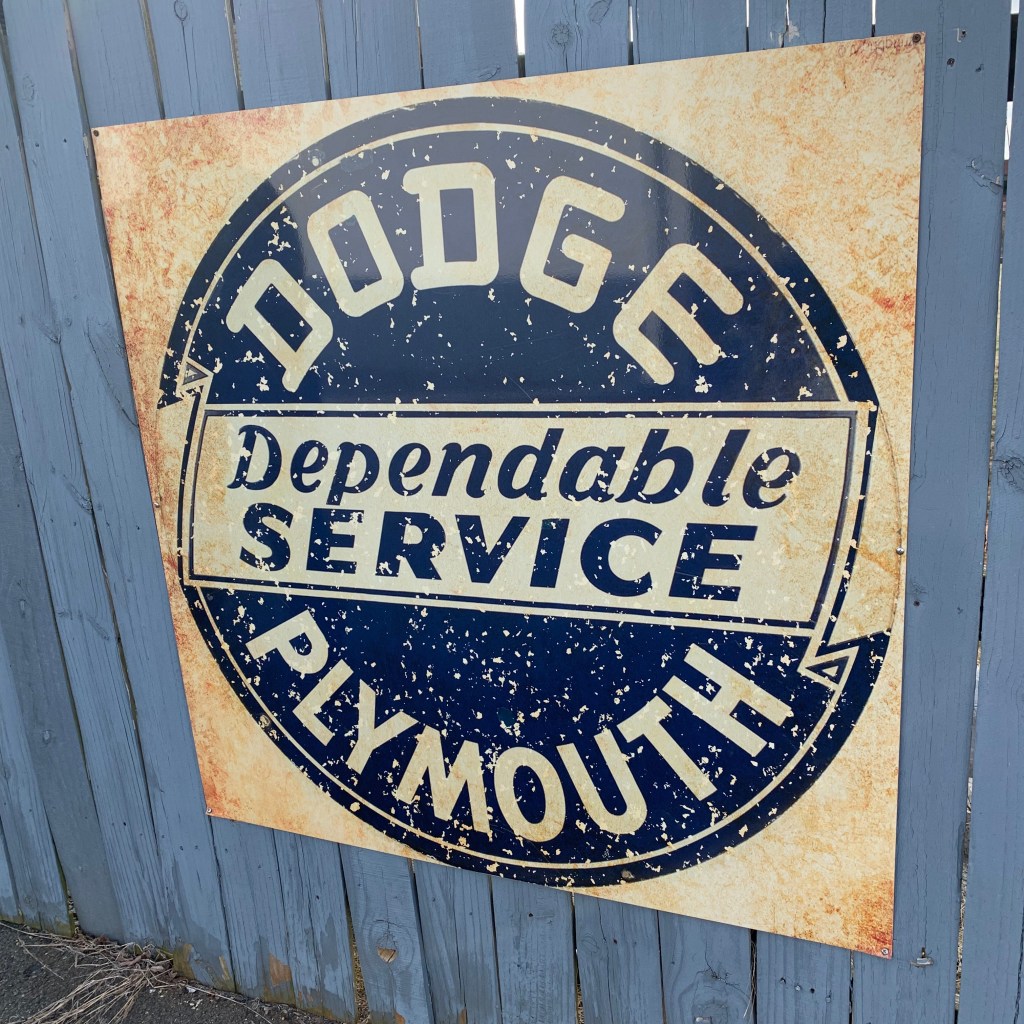 DODGE
Dependable
SERVICE
PLYMOUTH